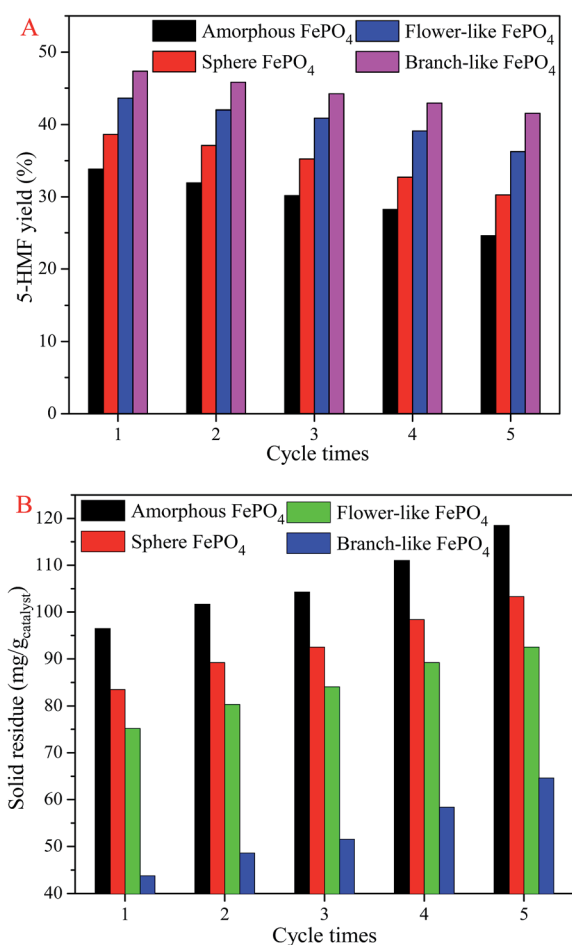 A
Amorphous FePO4 Flower-like FePO4
Sphere FePO4 Branch-like FePO4
50
40
30
20
10
0
5-HMF yield (%)
1 2 3 4 5
Cycle times
B
Amorphous FePO4 Flower-like FePO4
Sphere FePO4 Branch-like FePO4
120
110
100
90
80
70
60
50
40
Solid residue (mg/gcatalyst)
1 2 3 4 5
Cycle times